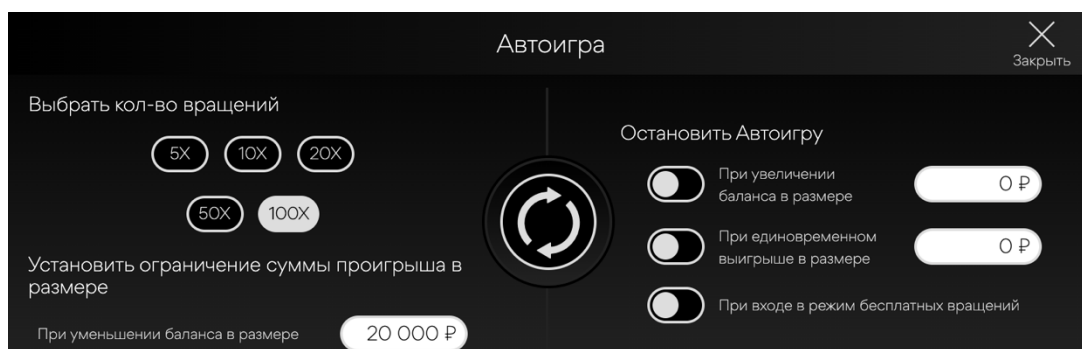 Автоигра
Закрыть
Выбрать кол-во вращений
5X 10X 20X
50X 100X
Установить ограничение суммы проигрыша в
размере
При уменьшении баланса в размере 20 000 ₽
Остановить Автоигру
При увеличении
баланса в размере
0 ₽
При единовременном
выигрыше в размере
0 ₽
При входе в режим бесплатных вращений